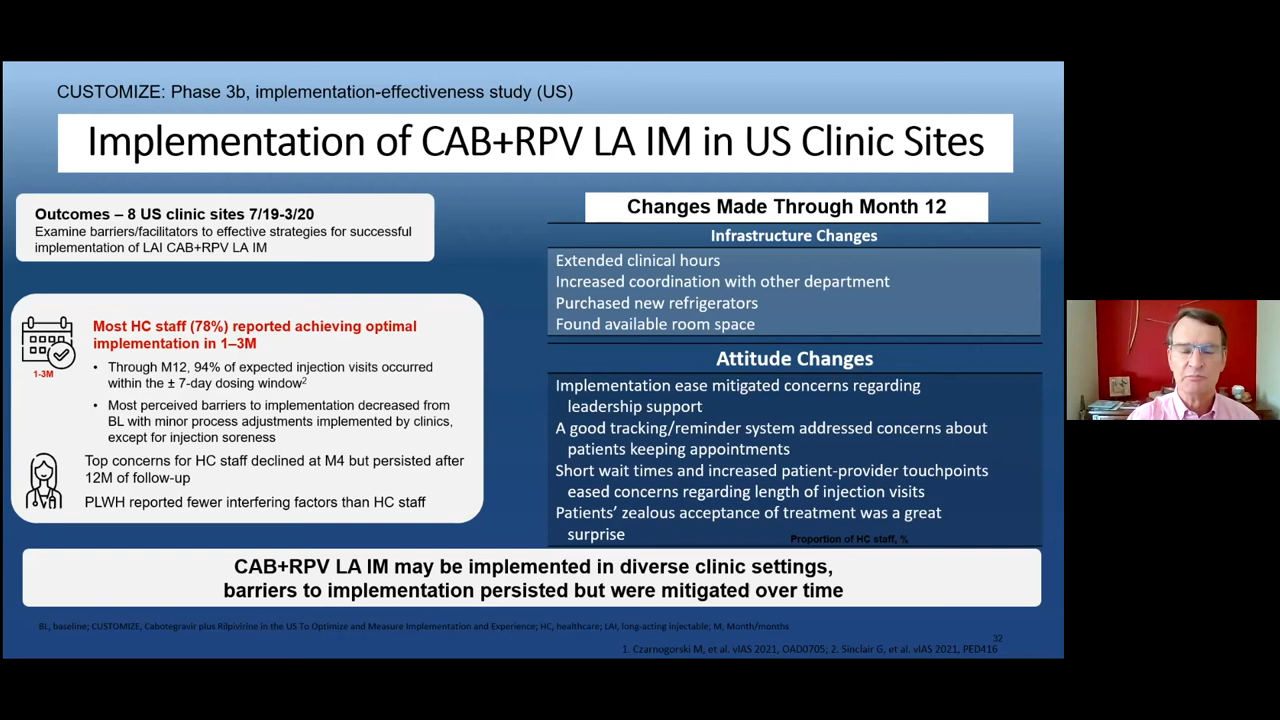 CUSTOMIZE: Phase 3b, implementation-effectiveness study (US)
Implementation of CAB+RPV LA IM in US Clinic Sites
Outcomes – 8 US clinic sites 7/19-3/20
Examine barriers/facilitators to effective strategies for successful
implementation of LAI CAB+RPV LA IM
1-3M
Most HC staff (78%) reported achieving optimal
implementation in 1–3M
• Through M12, 94% of expected injection visits occurred
within the ± 7-day dosing window2
• Most perceived barriers to implementation decreased from
BL with minor process adjustments implemented by clinics,
except for injection soreness
Top concerns for HC staff declined at M4 but persisted after
12M of follow-up
PLWH reported fewer interfering factors than HC staff
Changes Made Through Month 12
Infrastructure Changes
Extended clinical hours
Increased coordination with other department
Purchased new refrigerators
Found available room space
Attitude Changes
Implementation ease mitigated concerns regarding
leadership support
A good tracking/reminder system addressed concerns about
patients keeping appointments
Short wait times and increased patient-provider touchpoints
eased concerns regarding length of injection visits
Patients’ zealous acceptance of treatment was a great
surprise
Proportion of HC staff, %
CAB+RPV LA IM may be implemented in diverse clinic settings,
barriers to implementation persisted but were mitigated over time
BL, baseline; CUSTOMIZE, Cabotegravir plus Rilpivirine in the US To Optimize and Measure Implementation and Experience; HC, healthcare; LAI, long-acting injectable; M, Month/months
32
1. Czarnogorski M, et al. vIAS 2021, OAD0705; 2. Sinclair G, et al. vIAS 2021, PED416